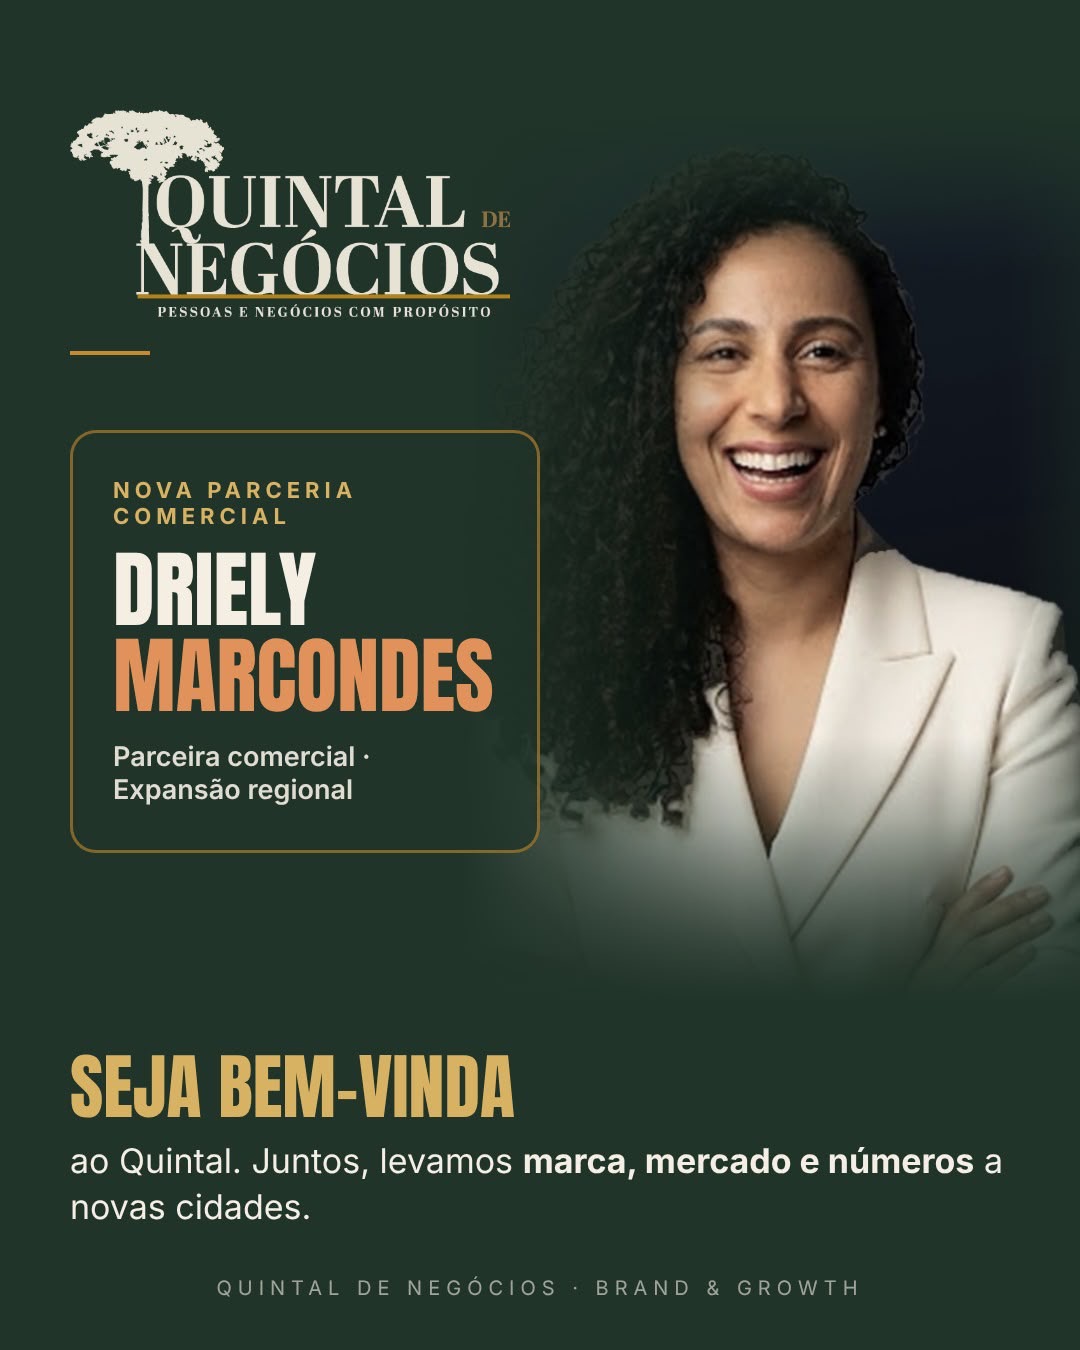 QUINTAL DE
NEGÓCIOS
PESSOAS E NEGÓCIOS COM PROPÓSITO
NOVA PARCERIA
COMERCIAL
DRIELY
MARCONDES
Parceira comercial ·
Expansão regional
SEJA BEM-VINDA
ao Quintal. Juntos, levamos marca, mercado e números a
novas cidades.
QUINTAL DE NEGÓCIOS · BRAND & GROWTH